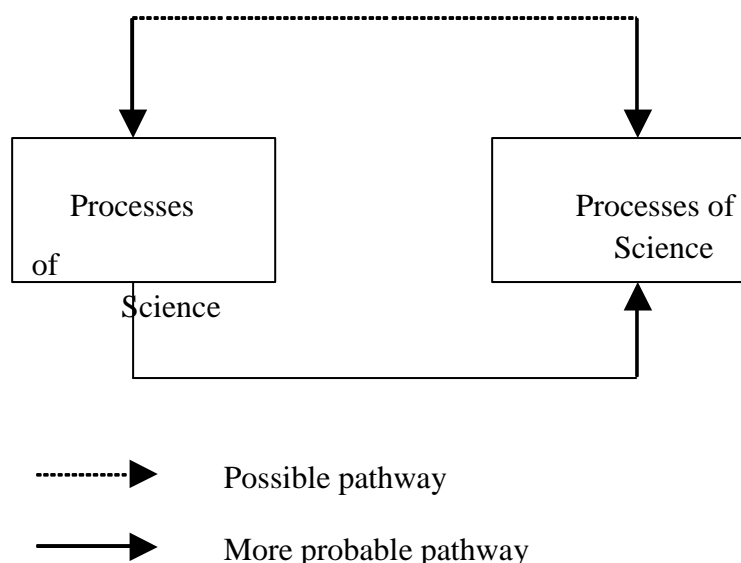 Processes
of
Science
Processes of
Science
Possible pathway
More probable pathway